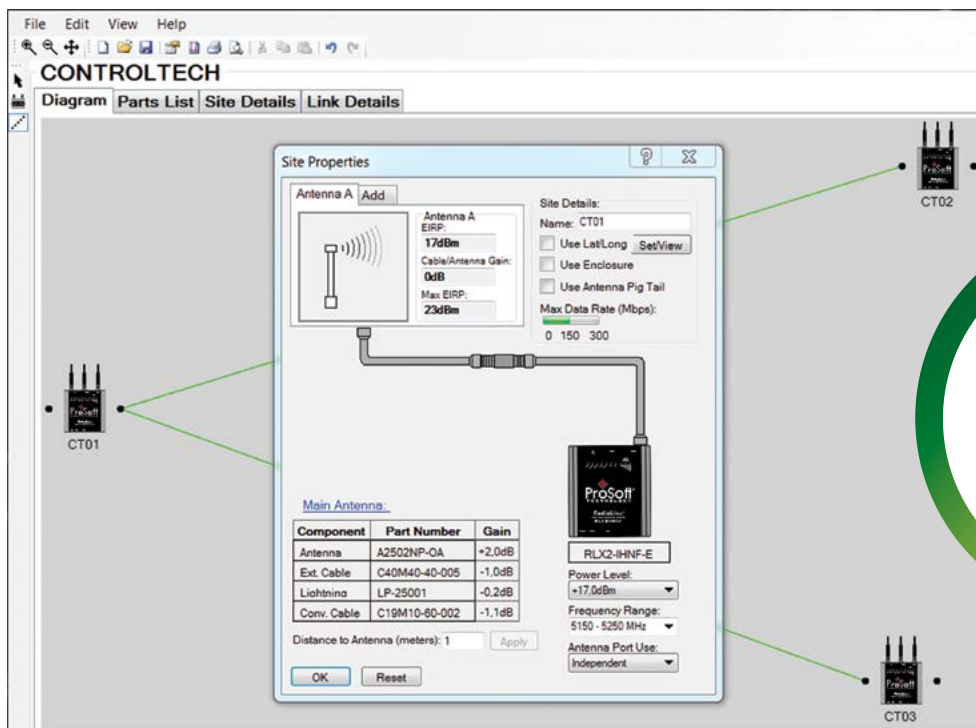 File Edit View Help
CONTROLTECH
Diagram Parts List Site Details Link Details
CT02
CT01
CT03
Site Properties
Antenna A Add
Antenna A
EIRP:
17dBm
Cable/Antenna Gain:
0dB
Max EIRP:
23dBm
Site Details:
Name: CT01
Use Lat/Long Set/View
Use Enclosure
Use Antenna Pig Tail
Max Data Rate (Mbps):
0 150 300
ProSoft
TECHNOLOGY
RLX2-IHNF-E
Main Antenna:
Component Part Number Gain
Antenna A2502NP-OA +2,0dB
Ext. Cable C40M40-40-005 -1,0dB
Lightning LP-25001 -0,2dB
Conv. Cable C19M10-60-002 -1,1dB
Distance to Antenna (meters): 1 Apply
Power Level:
+17,0dBm
Frequency Range:
5150 - 5250 MHz
Antenna Port Use:
Independent
OK Reset